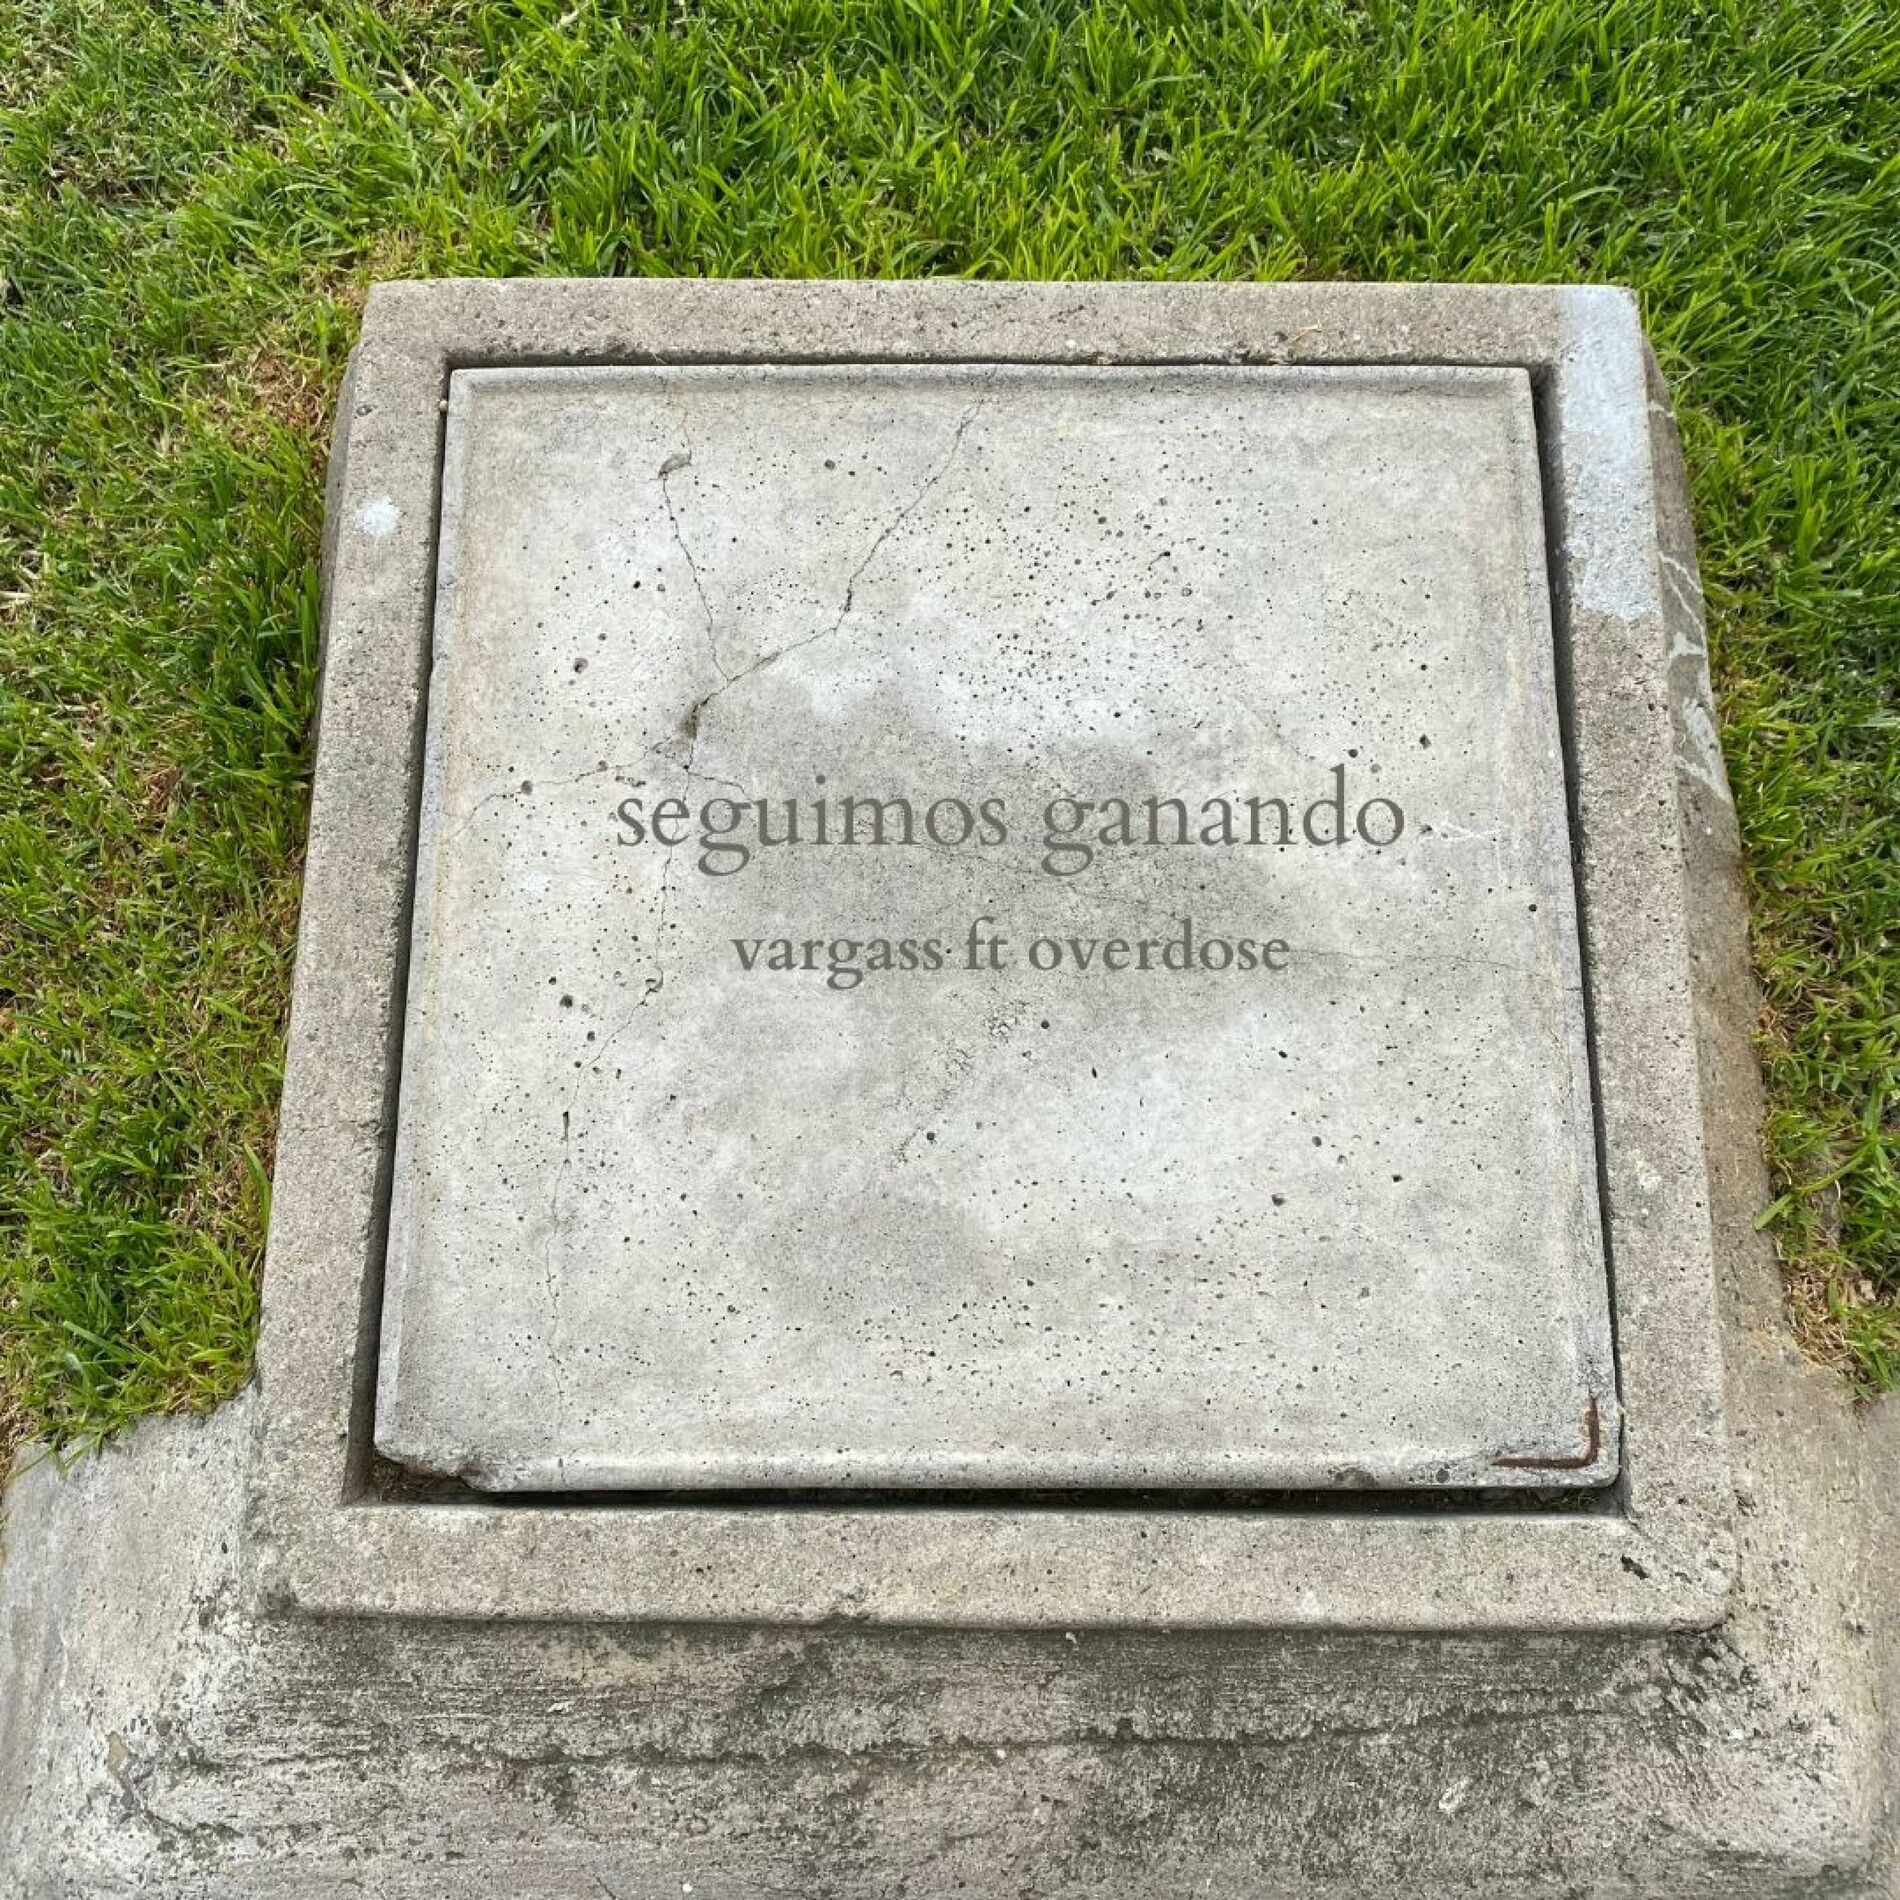 seguimos ganando
vargass ft overdose